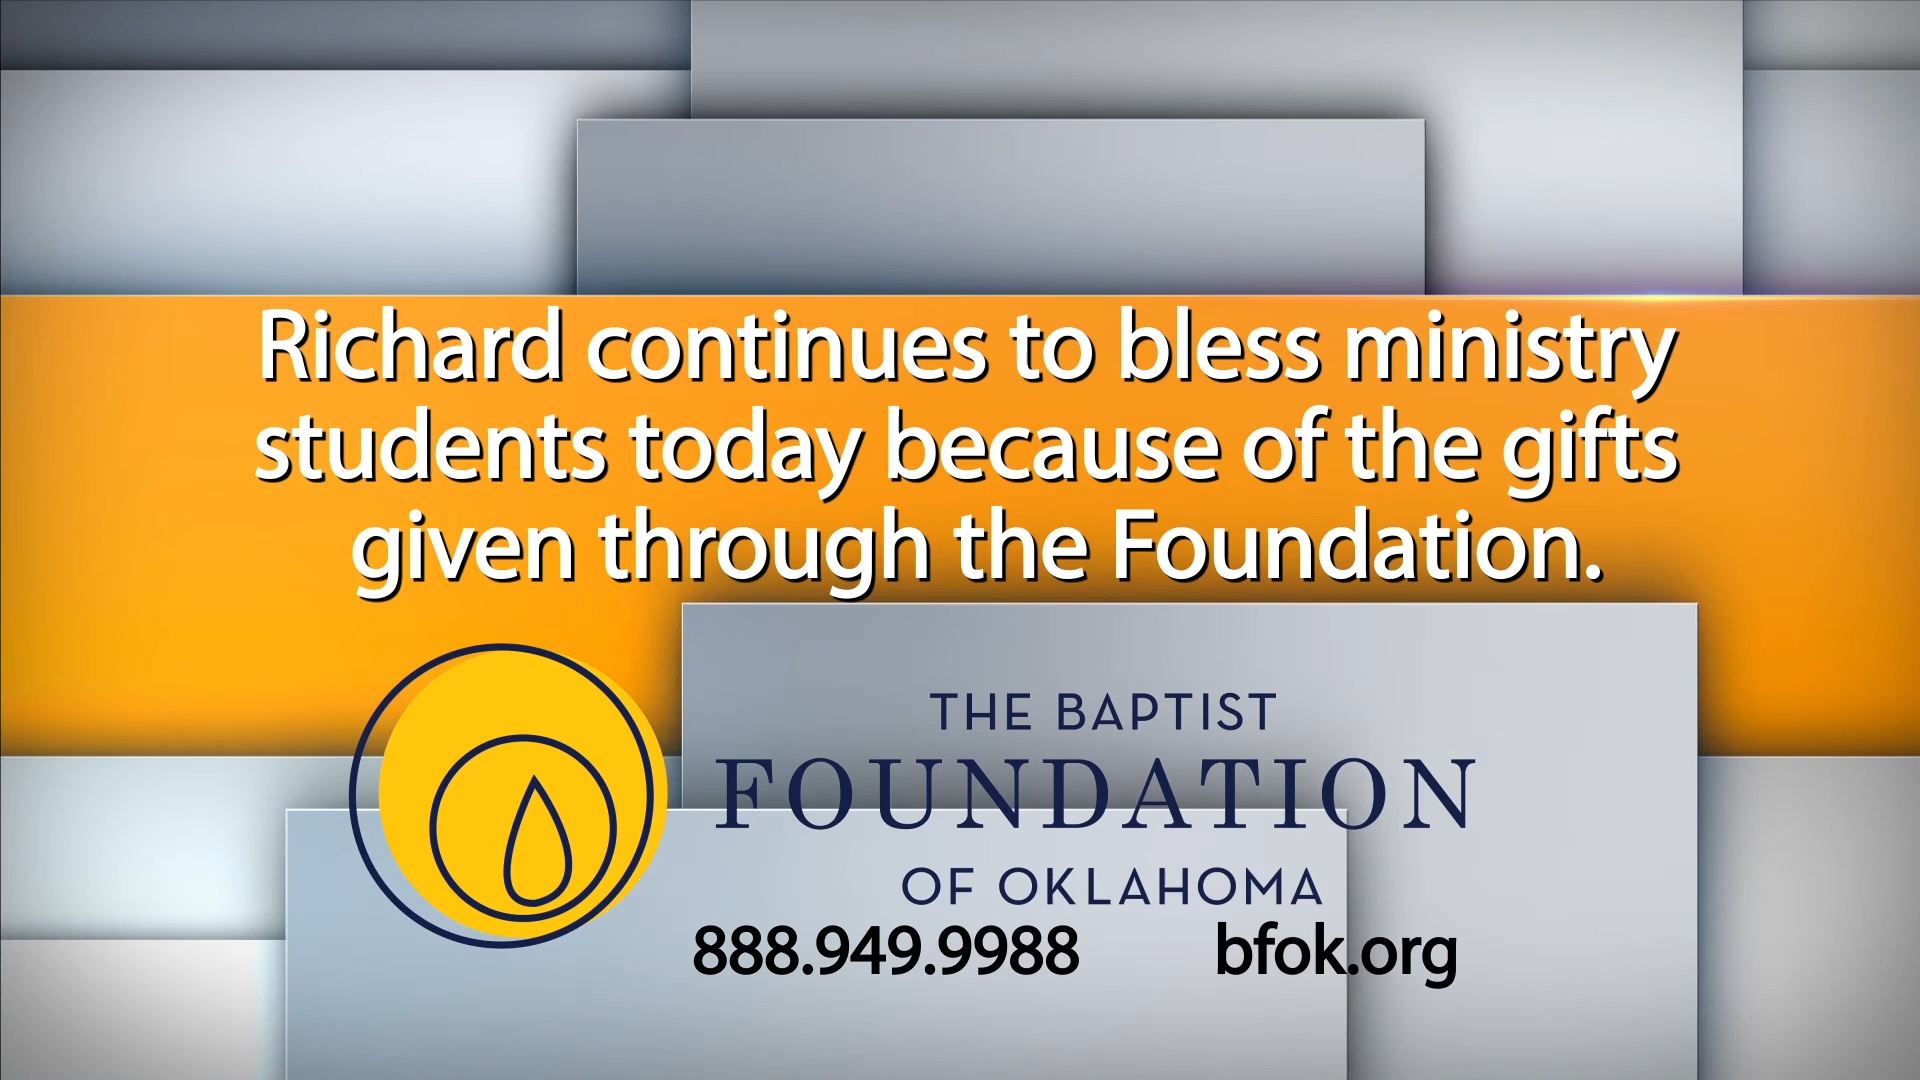 Richard continues to bless ministry
students today because of the gifts
given through the Foundation.
THE BAPTIST
FOUNDATION
OF OKLAHOMA
888.949.9988 bfok.org